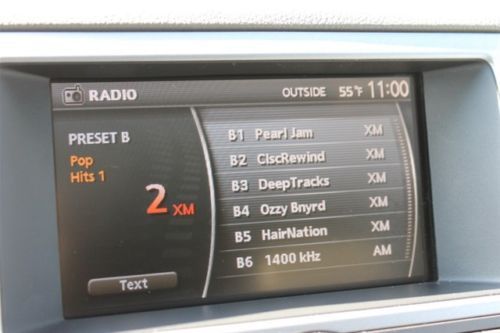 RADIO
OUTSIDE 55°F 11:00
PRESET B
Pop
Hits 1
2 XM
Text
B1 Pearl Jam XM
B2 ClscRewind XM
B3 DeepTracks XM
B4 Ozzy Bnyrd XM
B5 HairNation XM
B6 1400 kHz AM